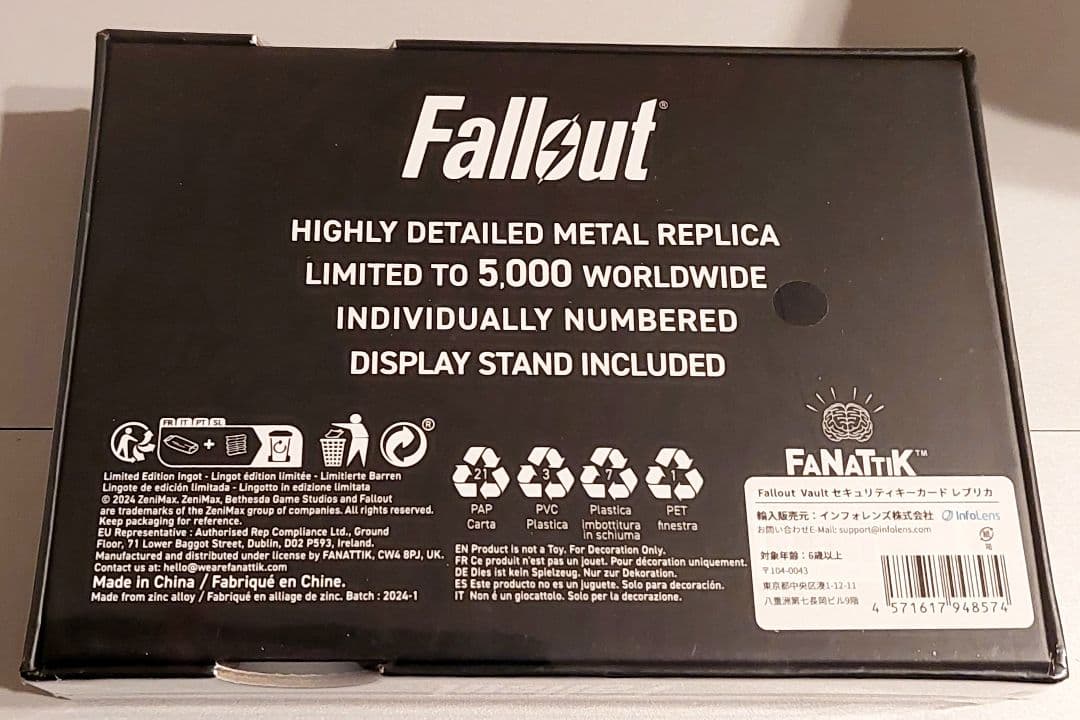 Fallout®
HIGHLY DETAILED METAL REPLICA
LIMITED TO 5,000 WORLDWIDE
INDIVIDUALLY NUMBERED
DISPLAY STAND INCLUDED
FR IT PT SL
+
®
21
PAP
Carta
3
PVC
Plastica
7
Plastica
imbottitura
in schiuma
1
PET
finestra
Limited Edition Ingot - Lingot édition limitée - Limitierte Barren
Lingote de edición limitada - Lingotto in edizione limitata
© 2024 ZeniMax. ZeniMax, Bethesda Game Studios and Fallout
are trademarks of the ZeniMax group of companies. All rights reserved.
Keep packaging for reference.
EU Representative : Authorised Rep Compliance Ltd., Ground
Floor, 71 Lower Baggot Street, Dublin, D02 P593, Ireland.
Manufactured and distributed under license by FANATTIK, CW4 8PJ, UK.
Contact us at: hello@wearefanattik.com
Made in China / Fabriqué en Chine.
Made from zinc alloy / Fabriqué en alliage de zinc. Batch : 2024-1
EN Product is not a Toy. For Decoration Only.
FR Ce produit n'est pas un jouet. Pour décoration uniquement.
DE Dies ist kein Spielzeug. Nur zur Dekoration.
ES Este producto no es un juguete. Solo para decoración.
IT Non é un giocattolo. Solo per la decorazione.
FANATTIK™
Fallout Vault セキュリティキーカード レプリカ
輸入販売元：インフォレンズ株式会社 InfoLens
お問い合わせE-Mail: support@infolens.com
紙
箱
対象年齢：6歳以上
〒104-0043
東京都中央区湊1-12-11
八重洲第七長岡ビル9階
4 571617 948574